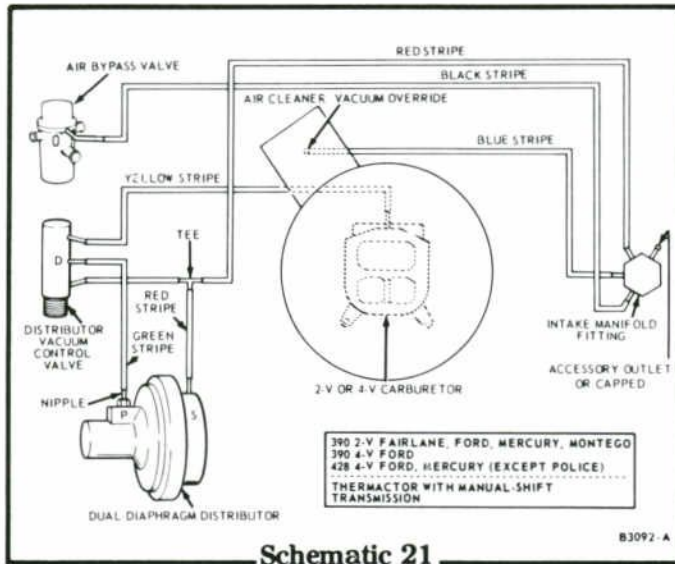 RED STRIPE
AIR BYPASS VALVE
BLACK STRIPE
AIR CLEANER VACUUM OVERRIDE
BLUE STRIPE
YELLOW STRIPE
TEE
D
RED
STRIPE
DISTRIBUTOR
VACUUM
CONTROL
VALVE
GREEN
STRIPE
INTAKE MANIFOLD
FITTING
ACCESSORY OUTLET
OR CAPPED
NIPPLE
2-V OR 4-V CARBURETOR
P
S
390 2-V FAIRLANE, FORD, MERCURY, MONTEGO
390 4-V FORD
428 4-V FORD, MERCURY (EXCEPT POLICE)
THERMACTOR WITH MANUAL-SHIFT
TRANSMISSION
DUAL DIAPHRAGM DISTRIBUTOR
B3092-A
Schematic 21